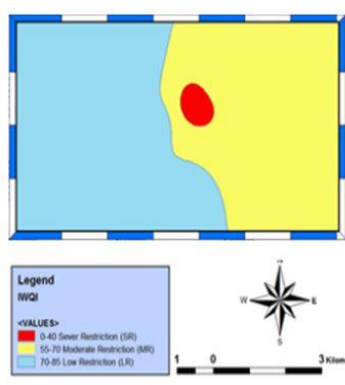 Legend
IWQI
<VALUES>
0-40 Sever Restriction (SR)
55-70 Moderate Restriction (MR)
70-85 Low Restriction (LR)
W E
S
1 0 3 Kilom